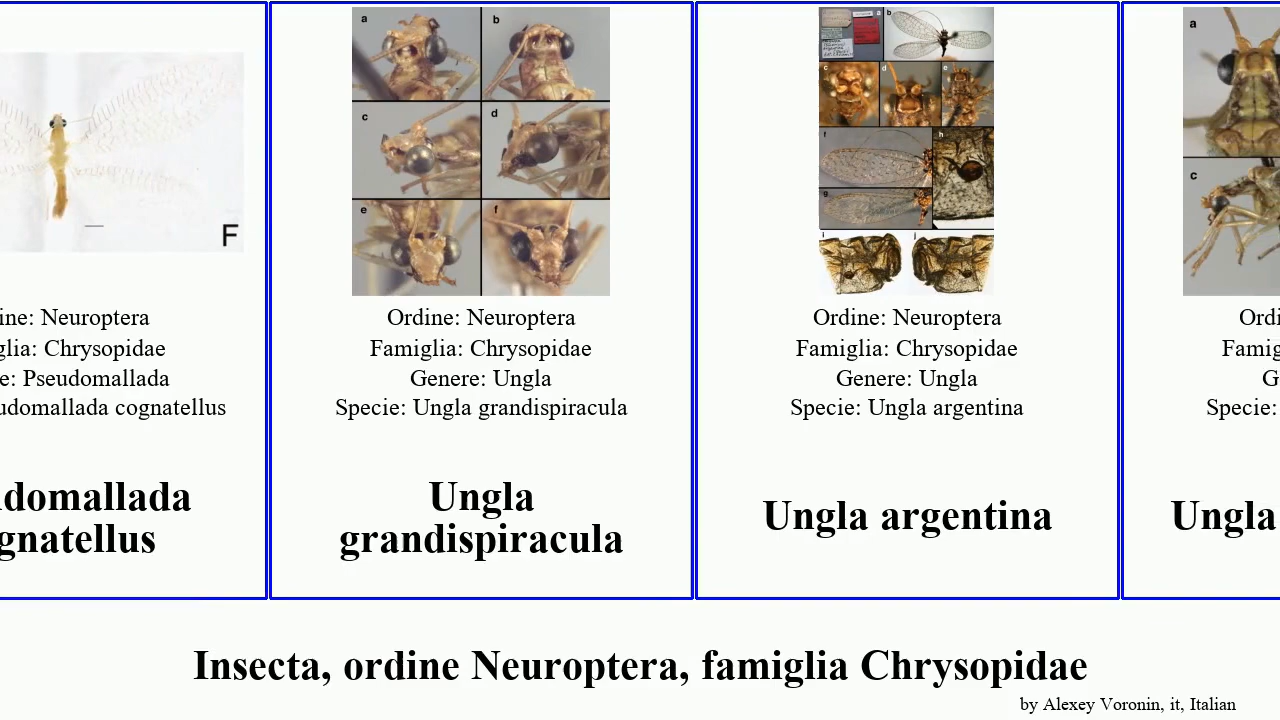 F
ine: Neuroptera
glia: Chrysopidae
e: Pseudomallada
udomallada cognatellus
domallada
gnatellus
a
b
c
d
e
f
Ordine: Neuroptera
Famiglia: Chrysopidae
Genere: Ungla
Specie: Ungla grandispiracula
Ungla
grandispiracula
a
b
c
d
e
f
h
g
i
j
Ordine: Neuroptera
Famiglia: Chrysopidae
Genere: Ungla
Specie: Ungla argentina
Ungla argentina
a
c
Ordi
Famig
G
Specie:
Ungla
Insecta, ordine Neuroptera, famiglia Chrysopidae
by Alexey Voronin, it, Italian